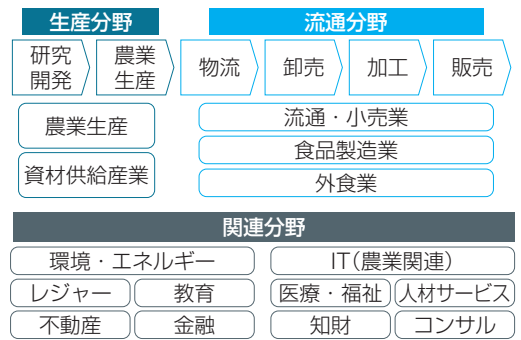 生産分野
流通分野
研究
開発
農業
生産
物流
卸売
加工
販売
農業生産
資材供給産業
流通・小売業
食品製造業
外食業
関連分野
環境・エネルギー
IT(農業関連)
レジャー
教育
医療・福祉
人材サービス
不動産
金融
知財
コンサル